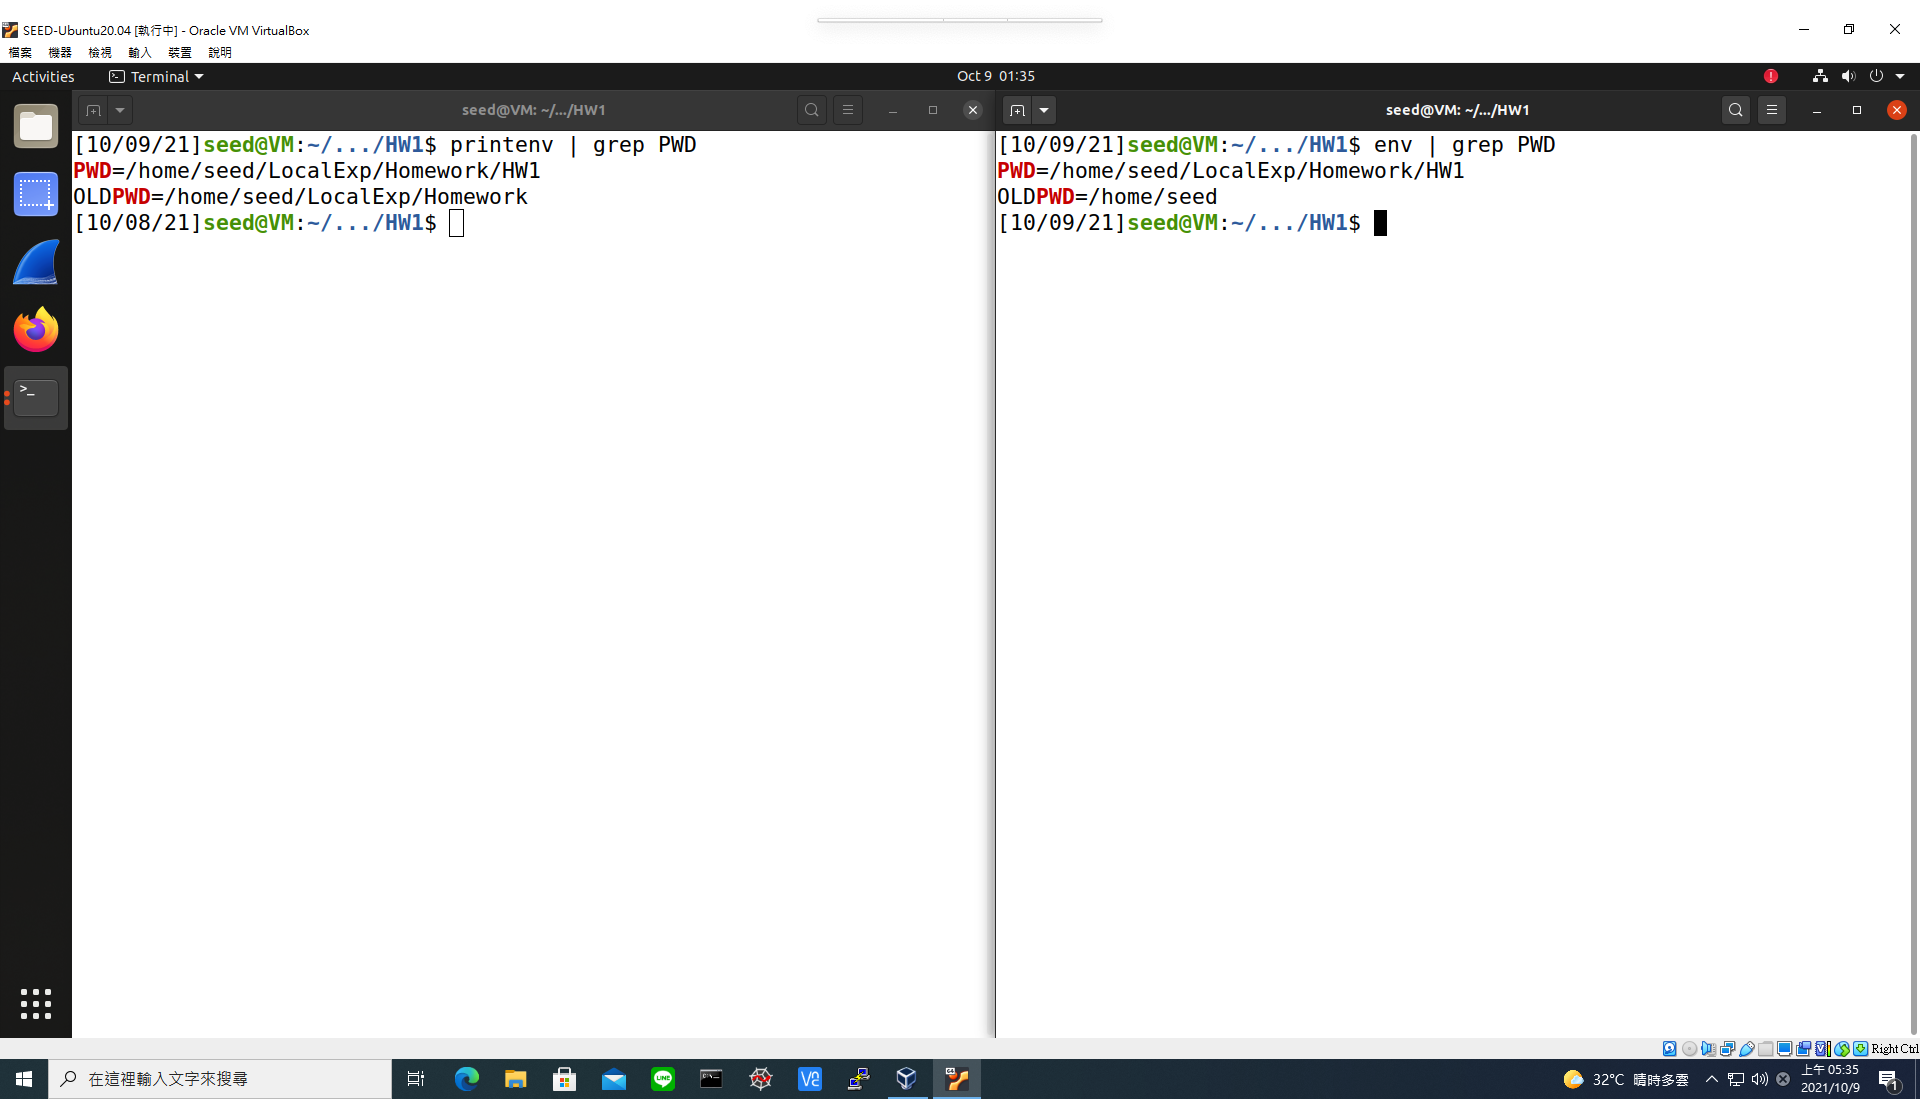 SEED-Ubuntu20.04 [執行中] - Oracle VM VirtualBox
檔案 機器 檢視 輸入 裝置 說明
Activities Terminal Oct 9 01:35
seed@VM: ~/.../HW1
[10/09/21]seed@VM:~/.../HW1$ printenv | grep PWD
PWD=/home/seed/LocalExp/Homework/HW1
OLDPWD=/home/seed/LocalExp/Homework
[10/08/21]seed@VM:~/.../HW1$
seed@VM: ~/.../HW1
[10/09/21]seed@VM:~/.../HW1$ env | grep PWD
PWD=/home/seed/LocalExp/Homework/HW1
OLDPWD=/home/seed
[10/09/21]seed@VM:~/.../HW1$
Right Ctrl
在這裡輸入文字來搜尋
LINE
32°C 晴時多雲
上午 05:35
2021/10/9
1